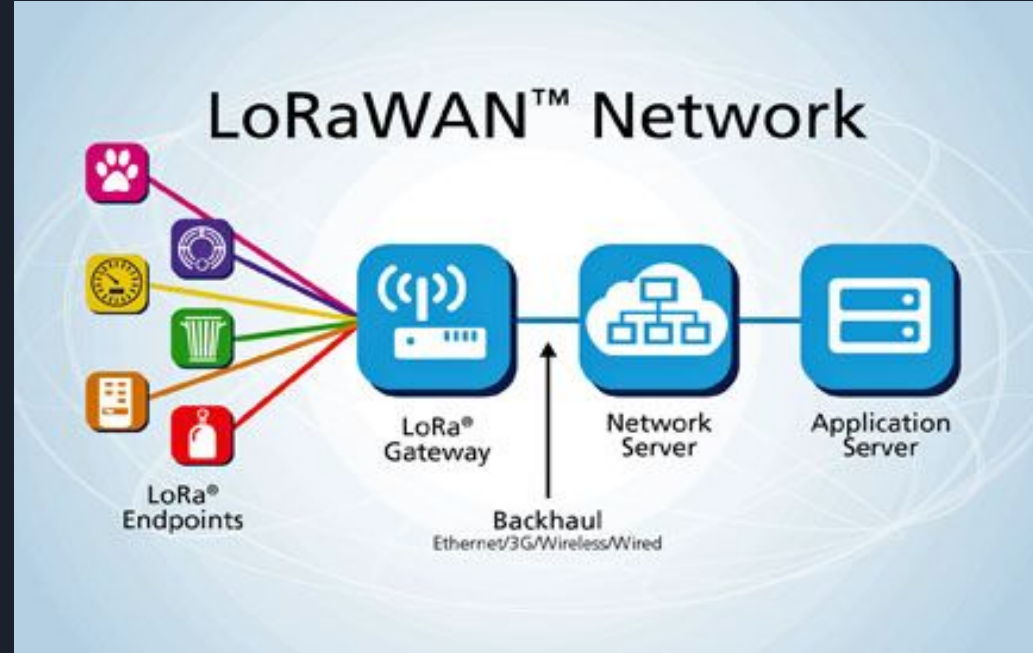 LoRaWAN™ Network
LoRa®
Endpoints
LoRa®
Gateway
Backhaul
Ethernet/3G/Wireless/Wired
Network
Server
Application
Server